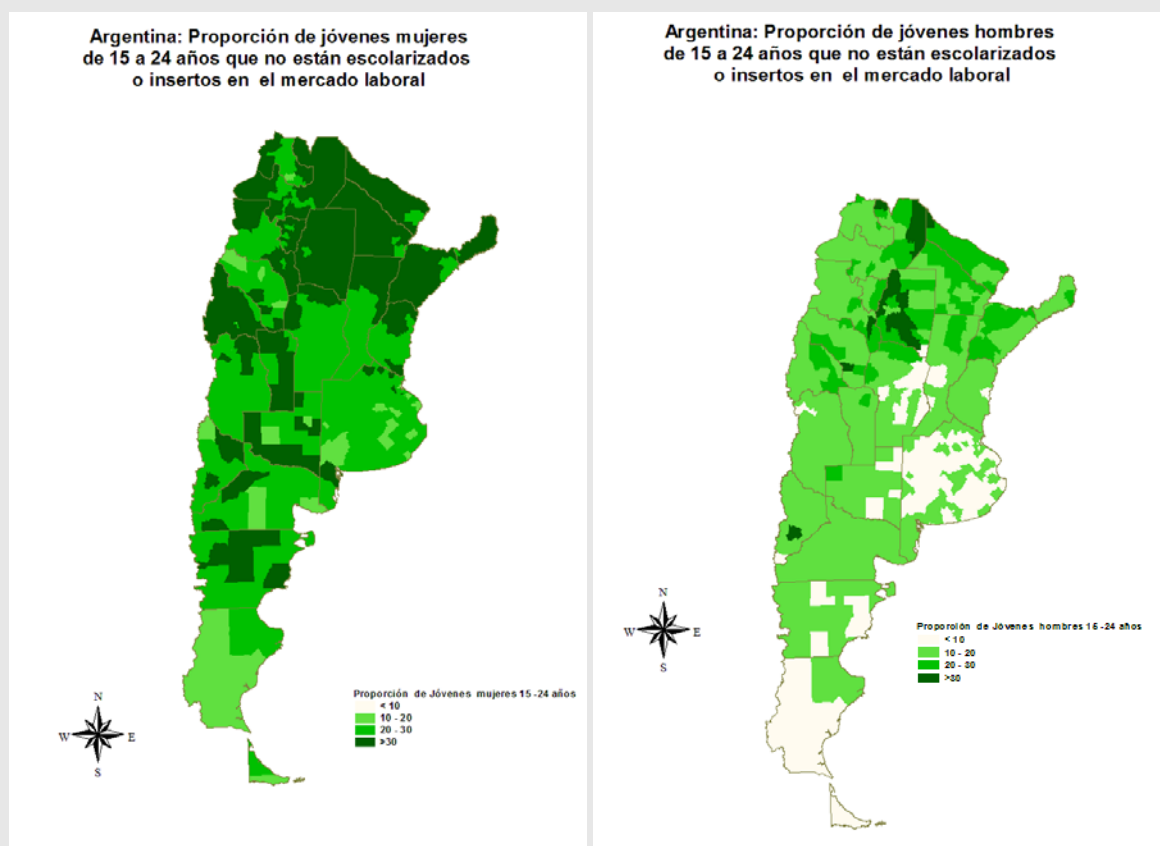 Argentina: Proporción de jóvenes mujeres
de 15 a 24 años que no están escolarizados
o insertos en el mercado laboral
N
W E
S
Proporción de Jóvenes mujeres 15 -24 años
< 10
10 - 20
20 - 30
>30
Argentina: Proporción de jóvenes hombres
de 15 a 24 años que no están escolarizados
o insertos en el mercado laboral
N
W E
S
Proporción de Jóvenes hombres 15 -24 años
< 10
10 - 20
20 - 30
>30